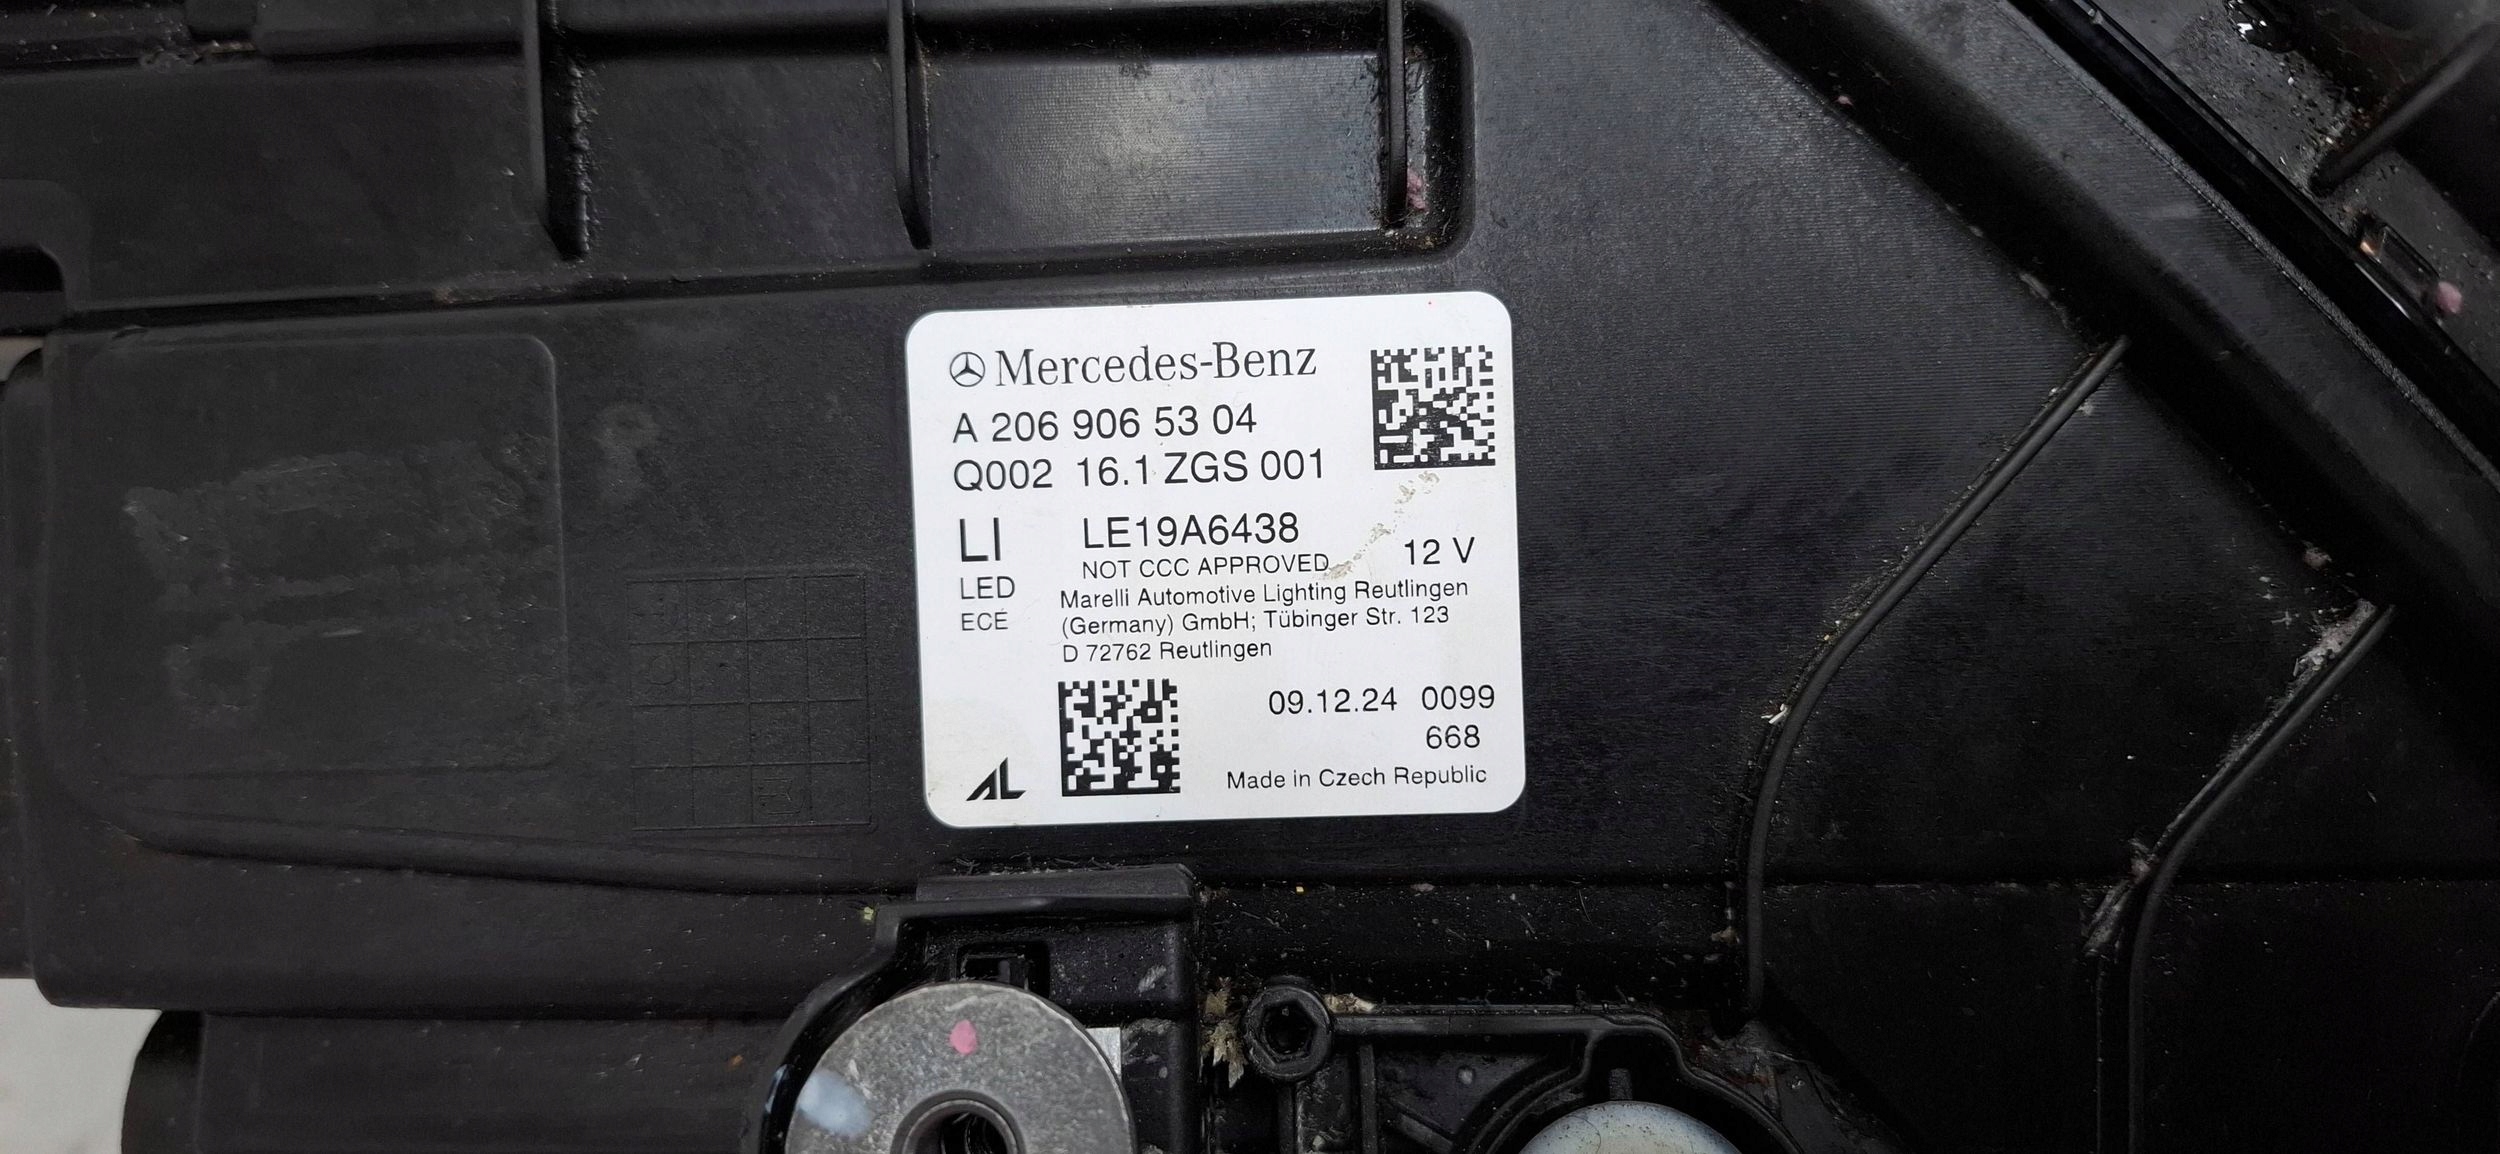 Mercedes-Benz
A 206 906 53 04
Q002 16.1 ZGS 001
LI LE19A6438
NOT CCC APPROVED 12 V
LED
Marelli Automotive Lighting Reutlingen
ECE (Germany) GmbH; Tübinger Str. 123
D 72762 Reutlingen
09.12.24 0099
668
AL Made in Czech Republic